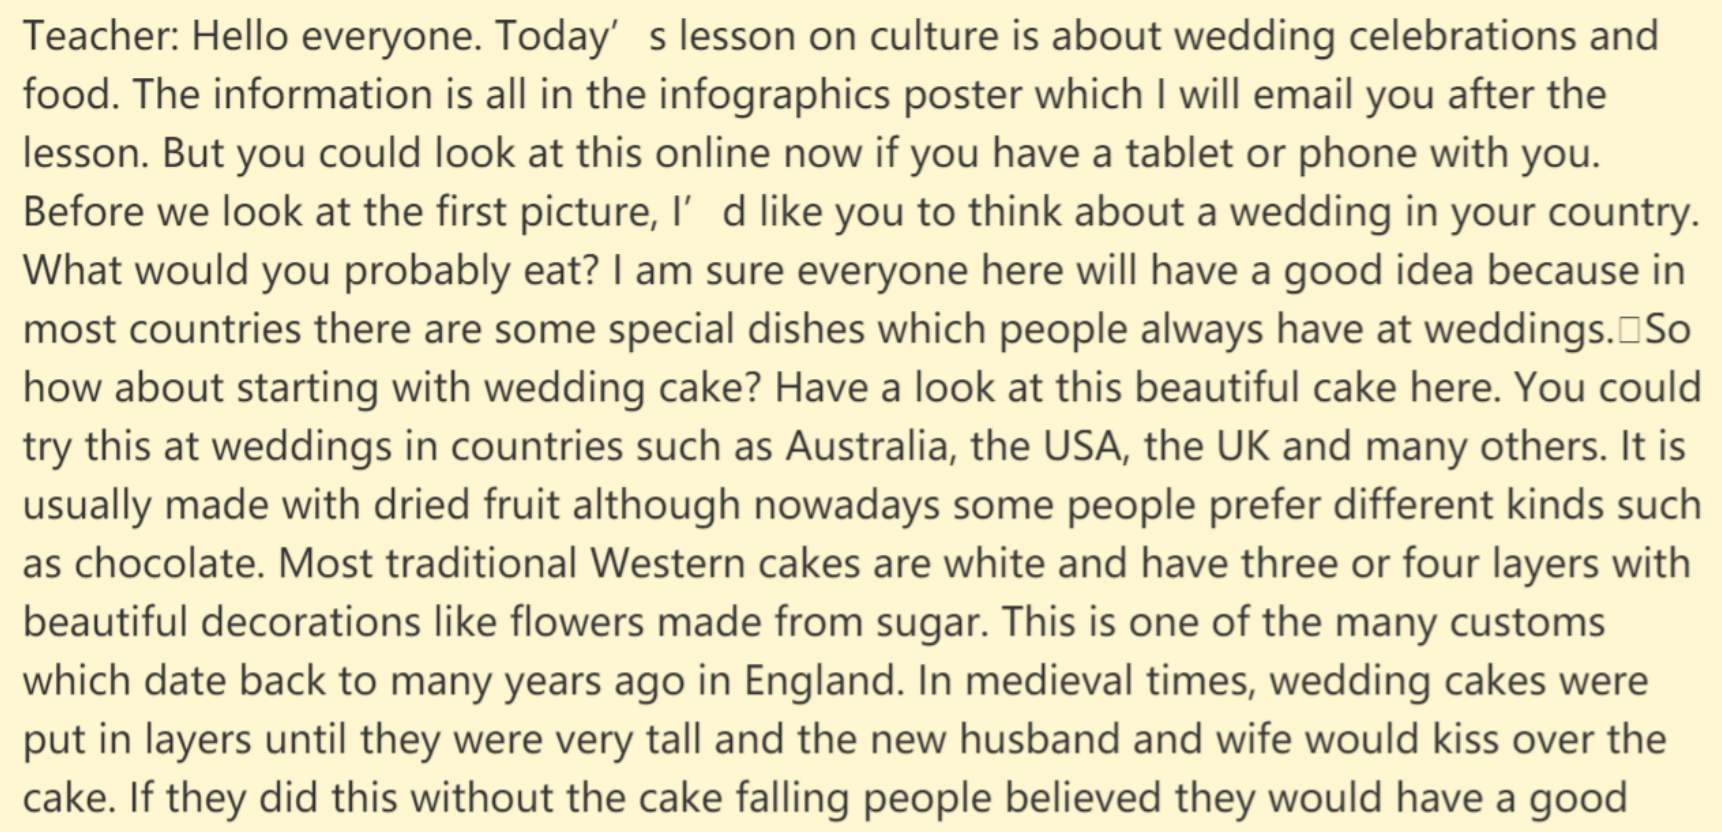 Teacher: Hello everyone. Today′ s lesson on culture is about wedding celebrations and
food. The information is all in the infographics poster which I will email you after the
lesson. But you could look at this online now if you have a tablet or phone with you.
Before we look at the first picture, I′ d like you to think about a wedding in your country.
What would you probably eat? I am sure everyone here will have a good idea because in
most countries there are some special dishes which people always have at weddings.□So
how about starting with wedding cake? Have a look at this beautiful cake here. You could
try this at weddings in countries such as Australia, the USA, the UK and many others. It is
usually made with dried fruit although nowadays some people prefer different kinds such
as chocolate. Most traditional Western cakes are white and have three or four layers with
beautiful decorations like flowers made from sugar. This is one of the many customs
which date back to many years ago in England. In medieval times, wedding cakes were
put in layers until they were very tall and the new husband and wife would kiss over the
cake. If they did this without the cake falling people believed they would have a good